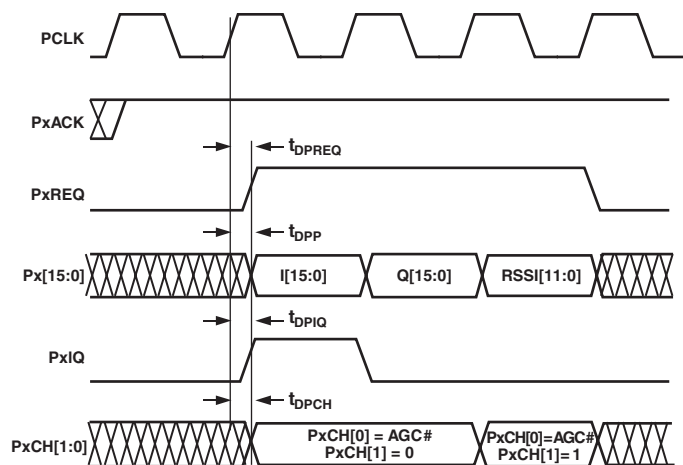 PCLK
PxACK
tDPREQ
PxREQ
tDPP
Px[15:0]
I[15:0]
Q[15:0]
RSSI[11:0]
tDPIQ
PxIQ
tDPCH
PxCH[1:0]
PxCH[0] = AGC#
PxCH[1] = 0
PxCH[0]=AGC#
PxCH[1]= 1